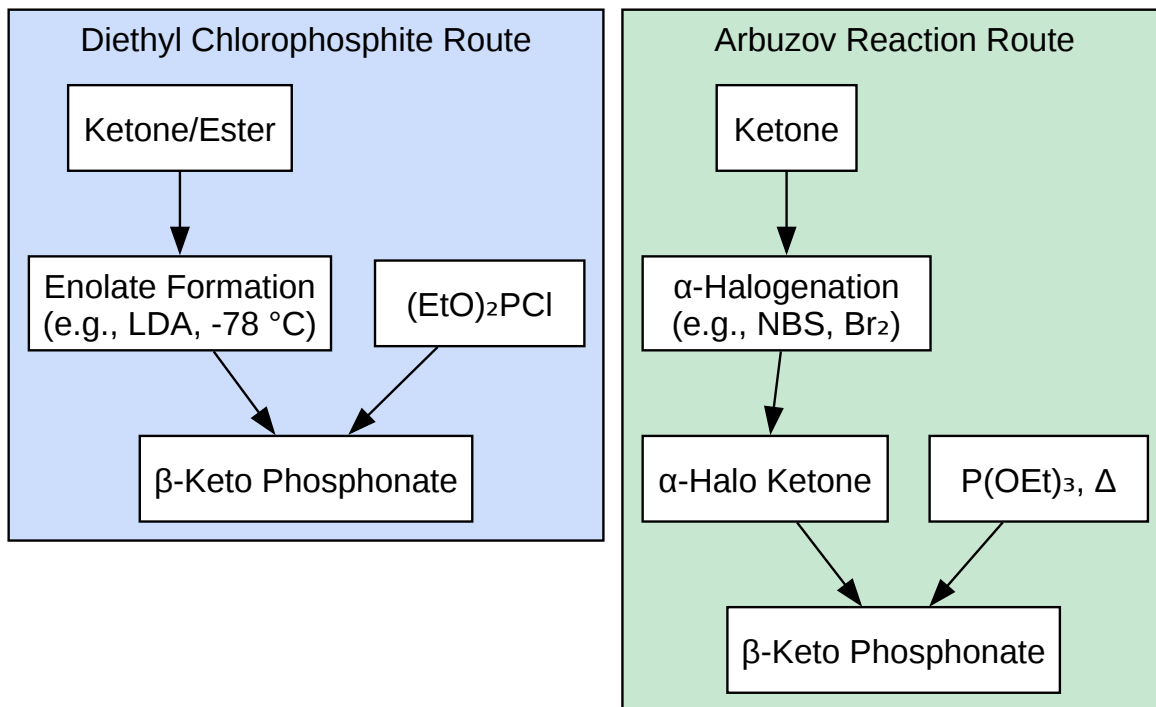 Diethyl Chlorophosphite Route
Ketone/Ester
Enolate Formation
(e.g., LDA, -78 °C)
(EtO)₂PCl
β-Keto Phosphonate
Arbuzov Reaction Route
Ketone
α-Halogenation
(e.g., NBS, Br₂)
α-Halo Ketone
P(OEt)₃, Δ
β-Keto Phosphonate